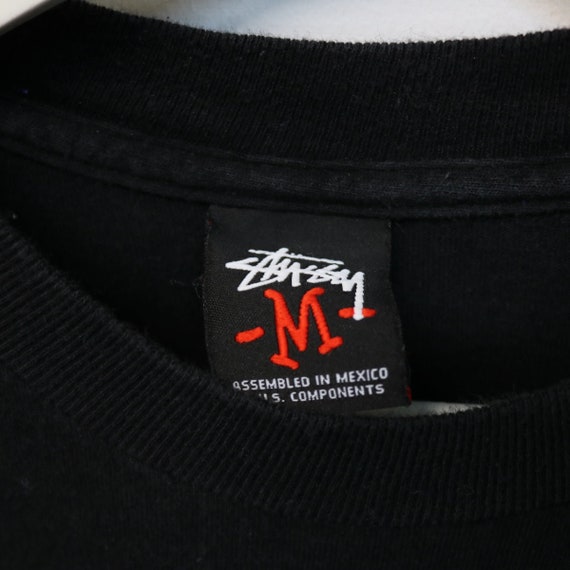 Stüssy
-M-
ASSEMBLED IN MEXICO
U.S. COMPONENTS